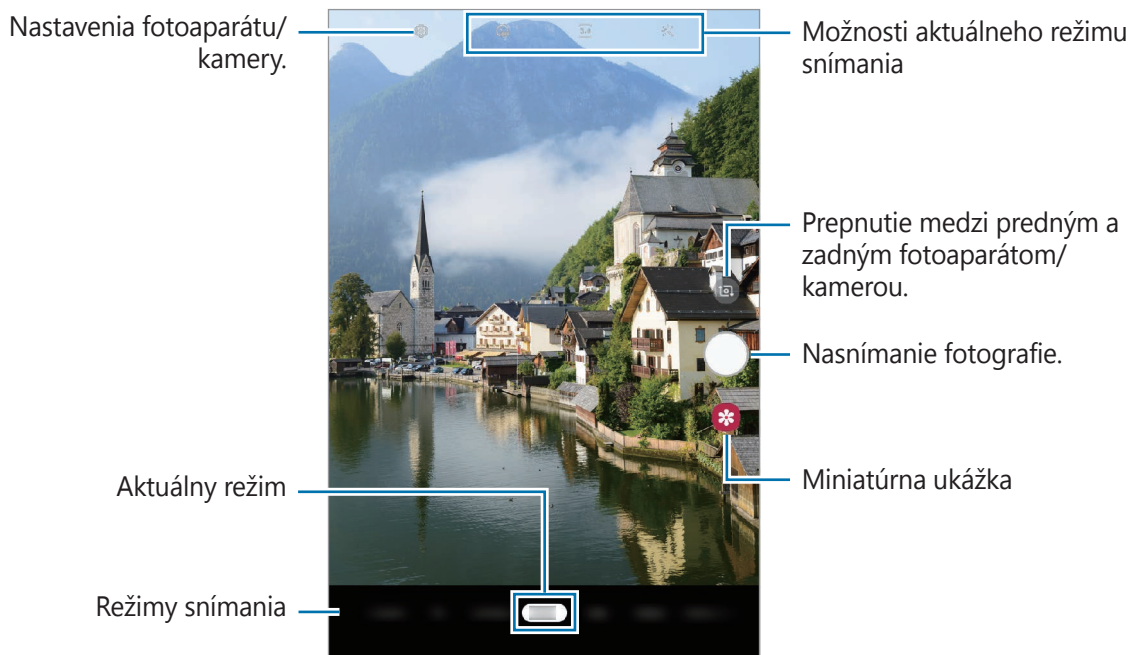 Nastavenia fotoaparátu/
kamery.
Možnosti aktuálneho režimu
snímania
Prepnutie medzi predným a
zadným fotoaparátom/
kamerou.
Nasnímanie fotografie.
Miniatúrna ukážka
Aktuálny režim
Režimy snímania